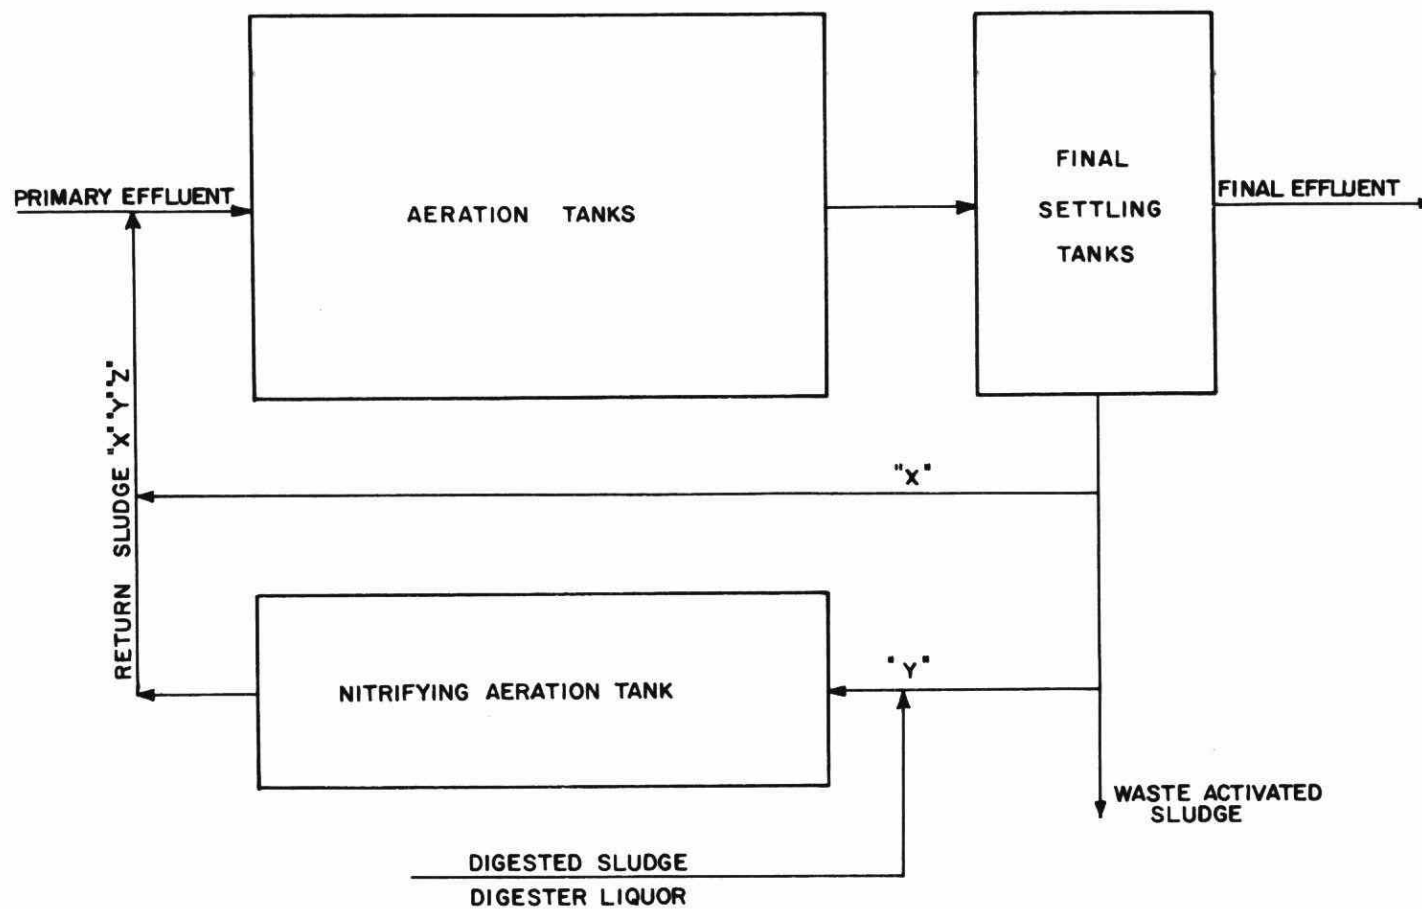 PRIMARY EFFLUENT
AERATION TANKS
FINAL
SETTLING
TANKS
FINAL EFFLUENT
RETURN SLUDGE "X" "Y" "Z"
"X"
"Y"
NITRIFYING AERATION TANK
WASTE ACTIVATED
SLUDGE
DIGESTED SLUDGE
DIGESTER LIQUOR